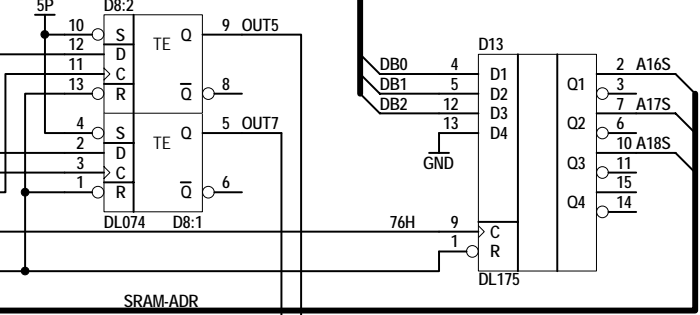 5P
D8:2
10 S TE Q 9 OUT5
12 D
11 C
13 R Q 8
4 S TE Q 5 OUT7
2 D
3 C
1 R Q 6
DL074 D8:1
D13
DB0 4 D1 Q1 2 A16S
DB1 5 D2 3
DB2 12 D3 Q2 7 A17S
13 D4 6
GND
Q3 10 A18S
11
Q4 15
14
76H 9 C
1 R
DL175
SRAM-ADR